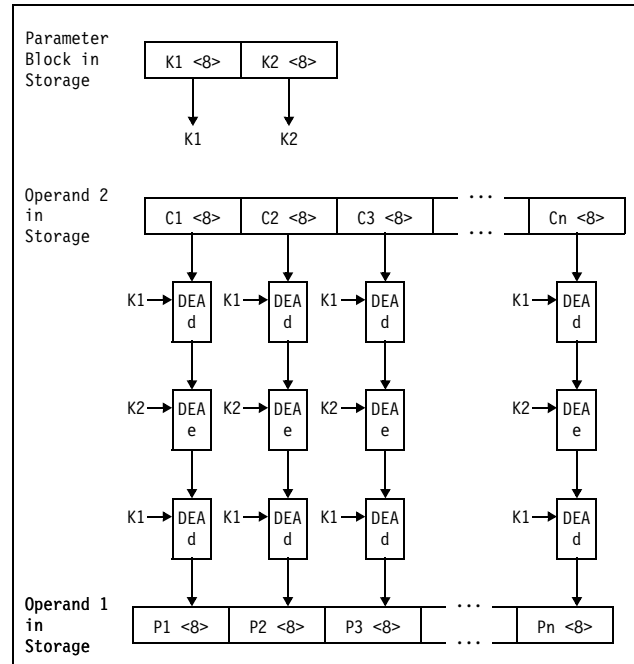 Parameter
Block in
Storage
K1 <8> K2 <8>
K1 K2
Operand 2
in
Storage
... 
C1 <8> C2 <8> C3 <8> ... Cn <8>
K1 DEA K1 DEA K1 DEA K1 DEA
d d d d
K2 DEA K2 DEA K2 DEA K2 DEA
e e e e
K1 DEA K1 DEA K1 DEA K1 DEA
d d d d
Operand 1
in
Storage
...
P1 <8> P2 <8> P3 <8> ... Pn <8>